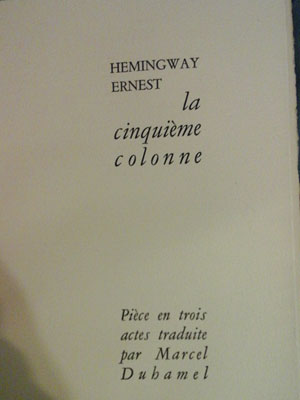 HEMINGWAY
ERNEST
la
cinquième
colonne
Pièce en trois
actes traduite
par Marcel
Duhamel